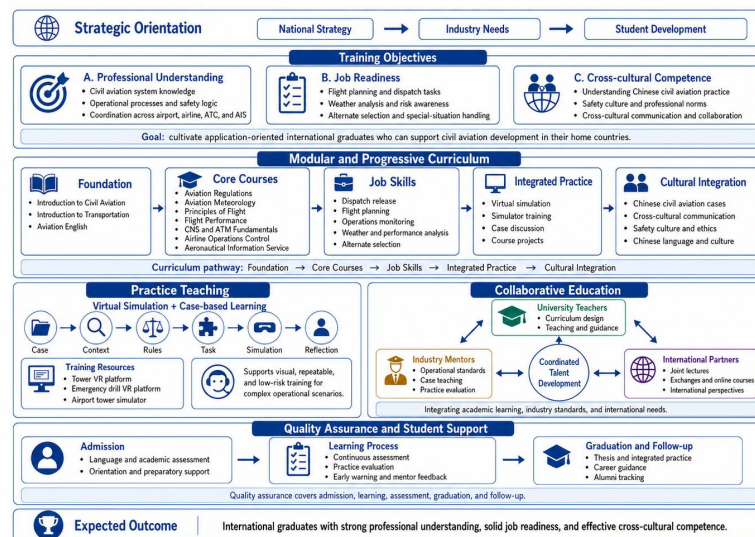 Strategic Orientation
National Strategy
Industry Needs
Student Development
Training Objectives
A. Professional Understanding
• Civil aviation system knowledge
• Operational processes and safety logic
• Coordination across airport, airline, ATC, and AIS
B. Job Readiness
• Flight planning and dispatch tasks
• Weather analysis and risk awareness
• Alternate selection and special-situation handling
C. Cross-cultural Competence
• Understanding Chinese civil aviation practice
• Safety culture and professional norms
• Cross-cultural communication and collaboration
Goal: cultivate application-oriented international graduates who can support civil aviation development in their home countries.
Modular and Progressive Curriculum
Foundation
• Introduction to Civil Aviation
• Introduction to Transportation
• Aviation English
Core Courses
• Aviation Regulations
• Aviation Meteorology
• Principles of Flight
• Flight Performance
• CNS and ATM Fundamentals
• Airline Operations Control
• Aeronautical Information Service
Job Skills
• Dispatch release
• Flight planning
• Operations monitoring
• Weather and performance analysis
• Alternate selection
Integrated Practice
• Virtual simulation
• Simulator training
• Case discussion
• Course projects
Cultural Integration
• Chinese civil aviation cases
• Cross-cultural communication
• Safety culture and ethics
• Chinese language and culture
Curriculum pathway: Foundation → Core Courses → Job Skills → Integrated Practice → Cultural Integration
Practice Teaching
Virtual Simulation + Case-based Learning
Case
Context
Rules
Task
Simulation
Reflection
Training Resources
• Tower VR platform
• Emergency drill VR platform
• Airport tower simulator
Supports visual, repeatable,
and low-risk training for
complex operational scenarios.
Collaborative Education
University Teachers
• Curriculum design
• Teaching and guidance
Industry Mentors
• Operational standards
• Case teaching
• Practice evaluation
Coordinated
Talent
Development
International Partners
• Joint lectures
• Exchanges and online courses
• International perspectives
Integrating academic learning, industry standards, and international needs.
Quality Assurance and Student Support
Admission
• Language and academic assessment
• Orientation and preparatory support
Learning Process
• Continuous assessment
• Practice evaluation
• Early warning and mentor feedback
Graduation and Follow-up
• Thesis and integrated practice
• Career guidance
• Alumni tracking
Quality assurance covers admission, learning, assessment, graduation, and follow-up.
Expected Outcome
International graduates with strong professional understanding, solid job readiness, and effective cross-cultural competence.